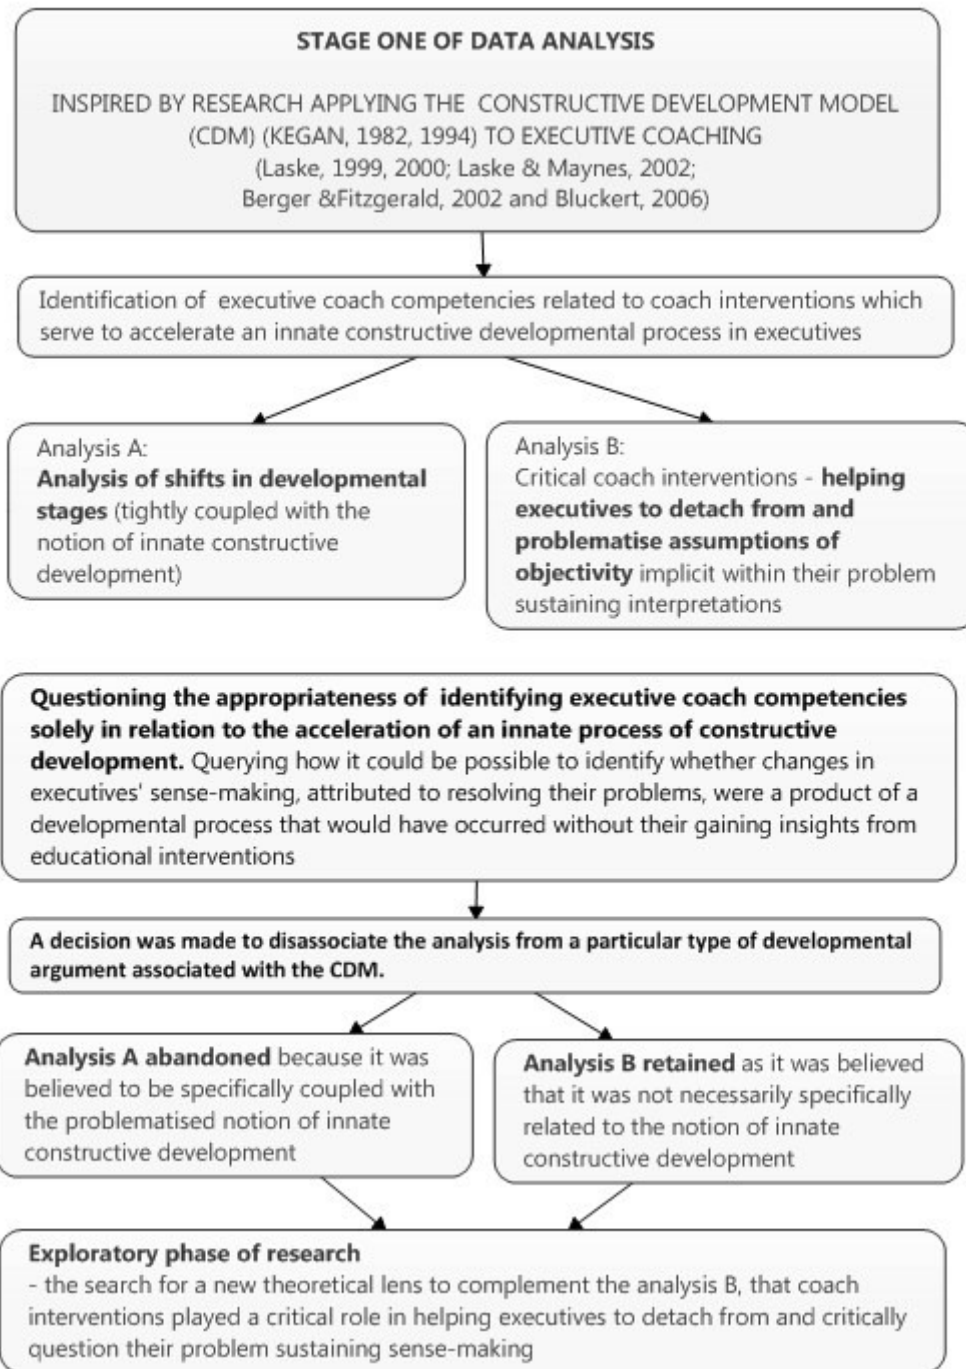 STAGE ONE OF DATA ANALYSIS
INSPIRED BY RESEARCH APPLYING THE CONSTRUCTIVE DEVELOPMENT MODEL
(CDM) (KEGAN, 1982, 1994) TO EXECUTIVE COACHING
(Laske, 1999, 2000; Laske & Maynes, 2002;
Berger &Fitzgerald, 2002 and Bluckert, 2006)
Identification of executive coach competencies related to coach interventions which
serve to accelerate an innate constructive developmental process in executives
Analysis A:
Analysis of shifts in developmental
stages (tightly coupled with the
notion of innate constructive
development)
Analysis B:
Critical coach interventions - helping
executives to detach from and
problematise assumptions of
objectivity implicit within their problem
sustaining interpretations
Questioning the appropriateness of identifying executive coach competencies
solely in relation to the acceleration of an innate process of constructive
development. Querying how it could be possible to identify whether changes in
executives' sense-making, attributed to resolving their problems, were a product of a
developmental process that would have occurred without their gaining insights from
educational interventions
A decision was made to disassociate the analysis from a particular type of developmental
argument associated with the CDM.
Analysis A abandoned because it was
believed to be specifically coupled with
the problematised notion of innate
constructive development
Analysis B retained as it was believed
that it was not necessarily specifically
related to the notion of innate
constructive development
Exploratory phase of research
- the search for a new theoretical lens to complement the analysis B, that coach
interventions played a critical role in helping executives to detach from and critically
question their problem sustaining sense-making